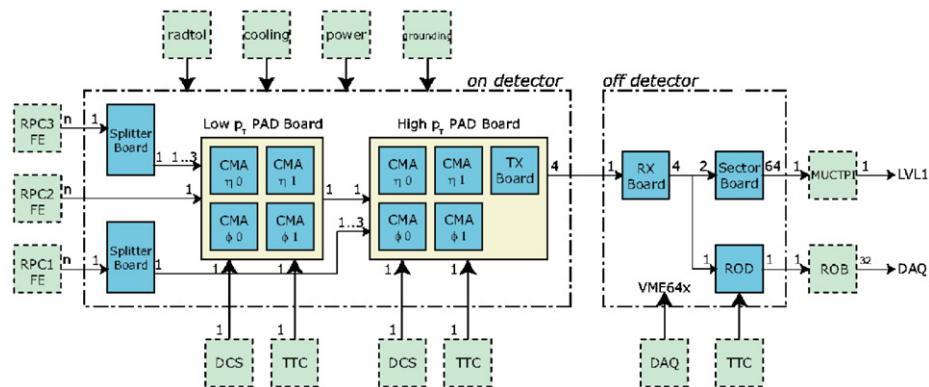 radtol
cooling
power
grounding
on detector
off detector
RPC3
FE
n
1
Splitter
Board
1
1...3
Low pT PAD Board
CMA
η 0
CMA
η 1
CMA
ϕ 0
CMA
ϕ 1
High pT PAD Board
CMA
η 0
CMA
η 1
TX
Board
CMA
ϕ 0
CMA
ϕ 1
4
1
RX
Board
4
2
Sector
Board
64
1
MUCTPI
1
LVL1
RPC2
FE
n
1
1
1
1...3
RPC1
FE
n
1
Splitter
Board
1
1
1
1
1
1
ROD
1
1
ROB
32
DAQ
VME64x
1
1
1
1
DCS
TTC
DCS
TTC
DAQ
TTC